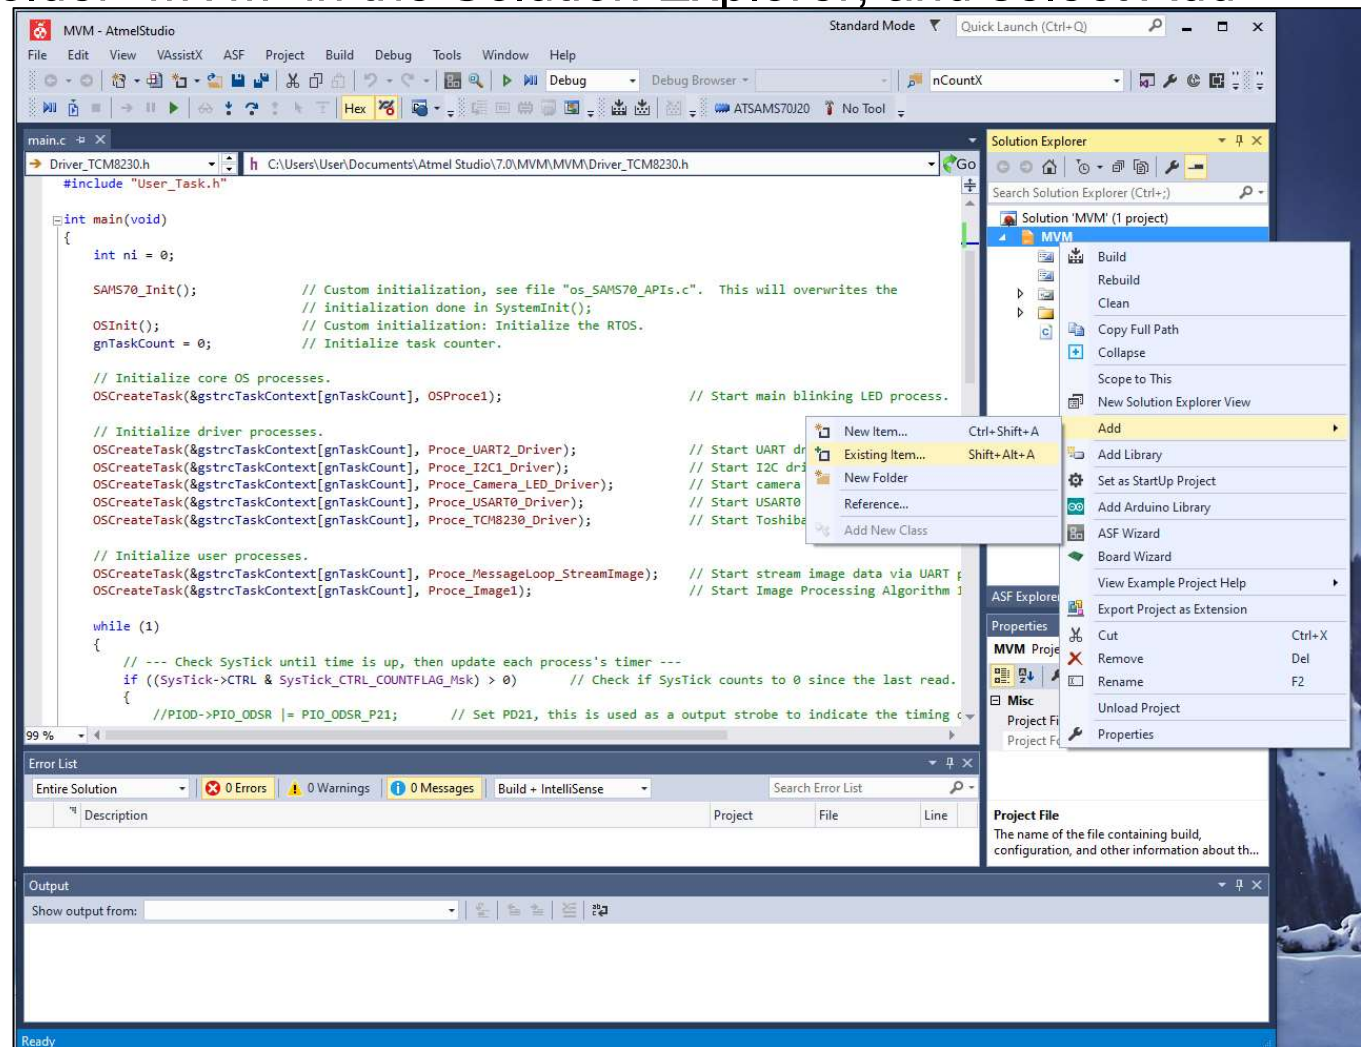 MVM - AtmelStudio
Standard Mode
Quick Launch (Ctrl+Q)
File Edit View VAssistX ASF Project Build Debug Tools Window Help
Debug
Debug Browser
nCountX
Hex
ATSAMS70J20
No Tool
main.c
Driver_TCM8230.h
h C:\Users\User\Documents\Atmel Studio\7.0\MVM\MVM\Driver_TCM8230.h
Go
#include "User_Task.h"
int main(void)
{
int ni = 0;
SAMS70_Init(); // Custom initialization, see file "os_SAMS70_APIs.c". This will overwrites the
// initialization done in SystemInit();
OSInit(); // Custom initialization: Initialize the RTOS.
gnTaskCount = 0; // Initialize task counter.
// Initialize core OS processes.
OSCreateTask(&gstrcTaskContext[gnTaskCount], OSProce1); // Start main blinking LED process.
// Initialize driver processes.
OSCreateTask(&gstrcTaskContext[gnTaskCount], Proce_UART2_Driver); // Start UART dr
OSCreateTask(&gstrcTaskContext[gnTaskCount], Proce_I2C1_Driver); // Start I2C dri
OSCreateTask(&gstrcTaskContext[gnTaskCount], Proce_Camera_LED_Driver); // Start camera
OSCreateTask(&gstrcTaskContext[gnTaskCount], Proce_USART0_Driver); // Start USART0
OSCreateTask(&gstrcTaskContext[gnTaskCount], Proce_TCM8230_Driver); // Start Toshiba
// Initialize user processes.
OSCreateTask(&gstrcTaskContext[gnTaskCount], Proce_MessageLoop_StreamImage); // Start stream image data via UART
OSCreateTask(&gstrcTaskContext[gnTaskCount], Proce_Image1); // Start Image Processing Algorithm 1
while (1)
{
// --- Check SysTick until time is up, then update each process's timer ---
if ((SysTick->CTRL & SysTick_CTRL_COUNTFLAG_Msk) > 0) // Check if SysTick counts to 0 since the last read.
{
//PIOD->PIO_ODSR |= PIO_ODSR_P21; // Set PD21, this is used as a output strobe to indicate the timing
99 %
Solution Explorer
Search Solution Explorer (Ctrl+;)
Solution 'MVM' (1 project)
MVM
Build
Rebuild
Clean
Copy Full Path
Collapse
Scope to This
New Solution Explorer View
Add
Add Library
Set as StartUp Project
Add Arduino Library
ASF Wizard
Board Wizard
View Example Project Help
Export Project as Extension
Cut Ctrl+X
Remove Del
Rename F2
Unload Project
Properties
New Item... Ctrl+Shift+A
Existing Item... Shift+Alt+A
New Folder
Reference...
Add New Class
ASF Explore
Properties
MVM Proje
Misc
Project Fi
Project Fo
Project File
The name of the file containing build,
configuration, and other information about th...
Error List
Entire Solution
0 Errors
0 Warnings
0 Messages
Build + IntelliSense
Search Error List
Description Project File Line
Output
Show output from:
Ready